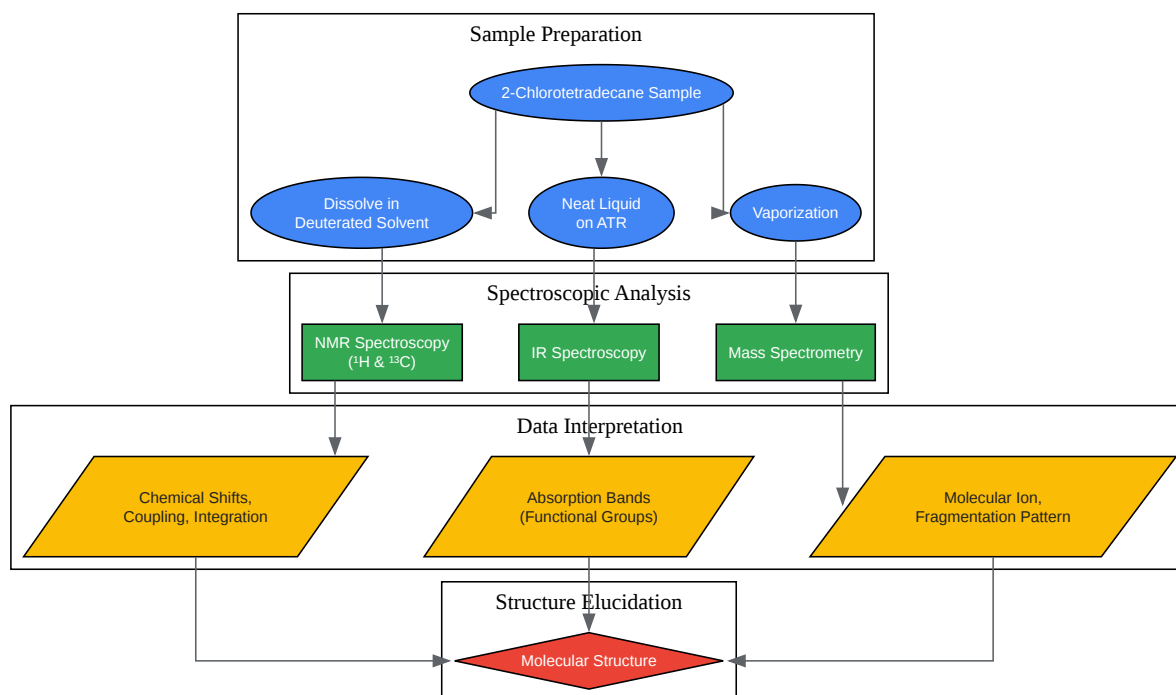 Sample Preparation
2-Chlorotetradecane Sample
Dissolve in
Deuterated Solvent
Neat Liquid
on ATR
Vaporization
Spectroscopic Analysis
NMR Spectroscopy
(¹H & ¹³C)
IR Spectroscopy
Mass Spectrometry
Data Interpretation
Chemical Shifts,
Coupling, Integration
Absorption Bands
(Functional Groups)
Molecular Ion,
Fragmentation Pattern
Structure Elucidation
Molecular Structure